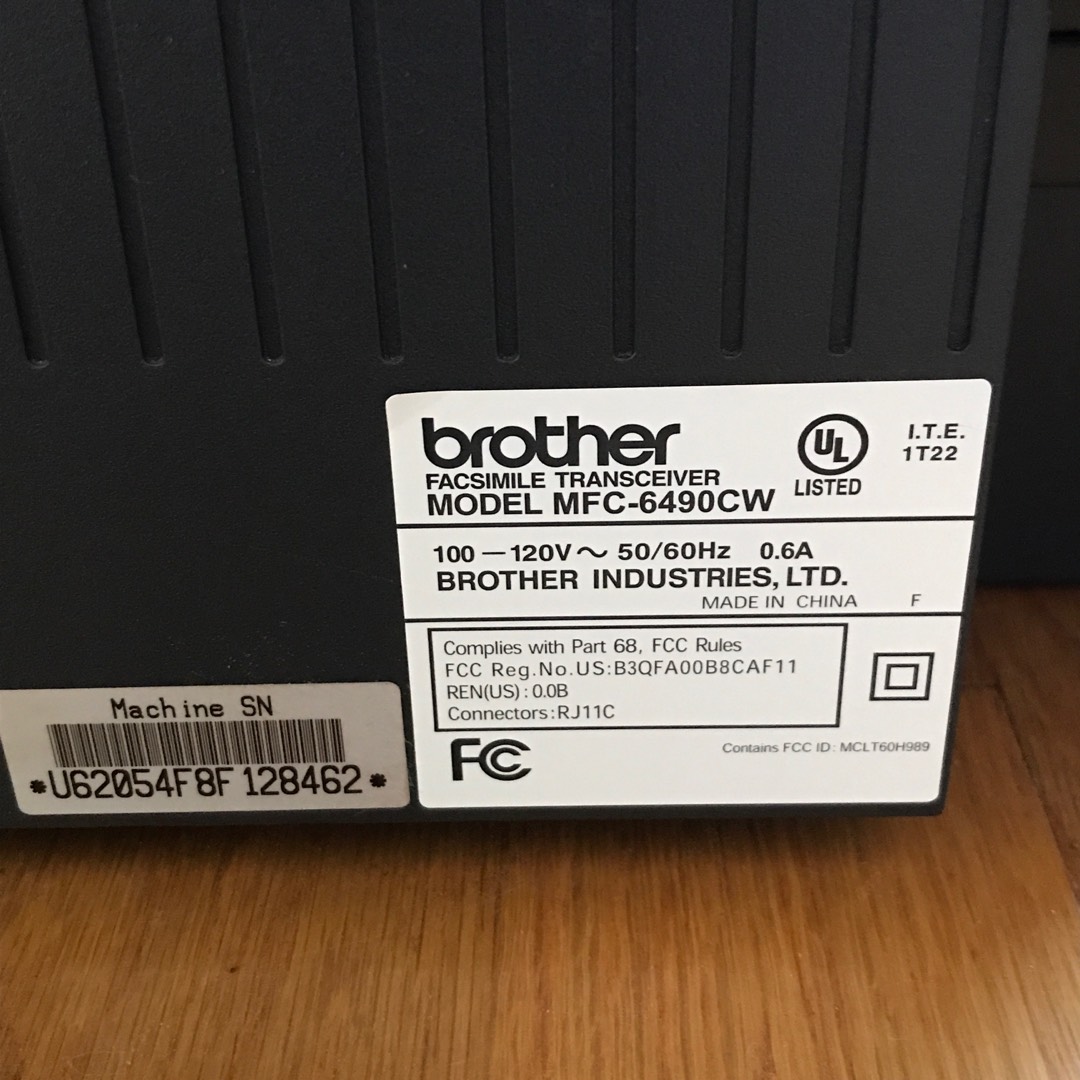 brother
FACSIMILE TRANSCEIVER
MODEL MFC-6490CW
UL
LISTED
I.T.E.
1T22
100 — 120V ~ 50/60Hz 0.6A
BROTHER INDUSTRIES, LTD.
MADE IN CHINA F
Complies with Part 68, FCC Rules
FCC Reg.No.US:B3QFA00B8CAF11
REN(US) : 0.0B
Connectors:RJ11C
FC
Contains FCC ID: MCLT60H989
Machine SN
*U62054F8F128462*